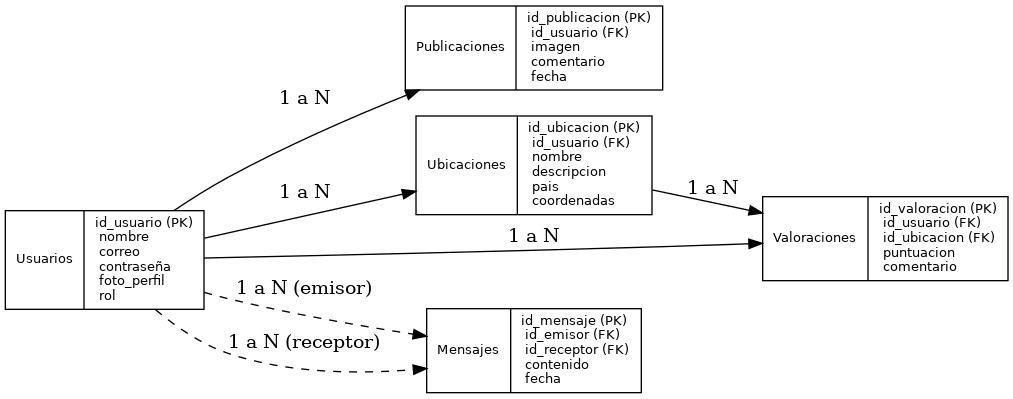 Publicaciones
id_publicacion (PK)
id_usuario (FK)
imagen
comentario
fecha
1 a N
Ubicaciones
id_ubicacion (PK)
id_usuario (FK)
nombre
descripcion
pais
coordenadas
1 a N
1 a N
Usuarios
id_usuario (PK)
nombre
correo
contraseña
foto_perfil
rol
1 a N
Valoraciones
id_valoracion (PK)
id_usuario (FK)
id_ubicacion (FK)
puntuacion
comentario
1 a N (emisor)
1 a N (receptor)
Mensajes
id_mensaje (PK)
id_emisor (FK)
id_receptor (FK)
contenido
fecha